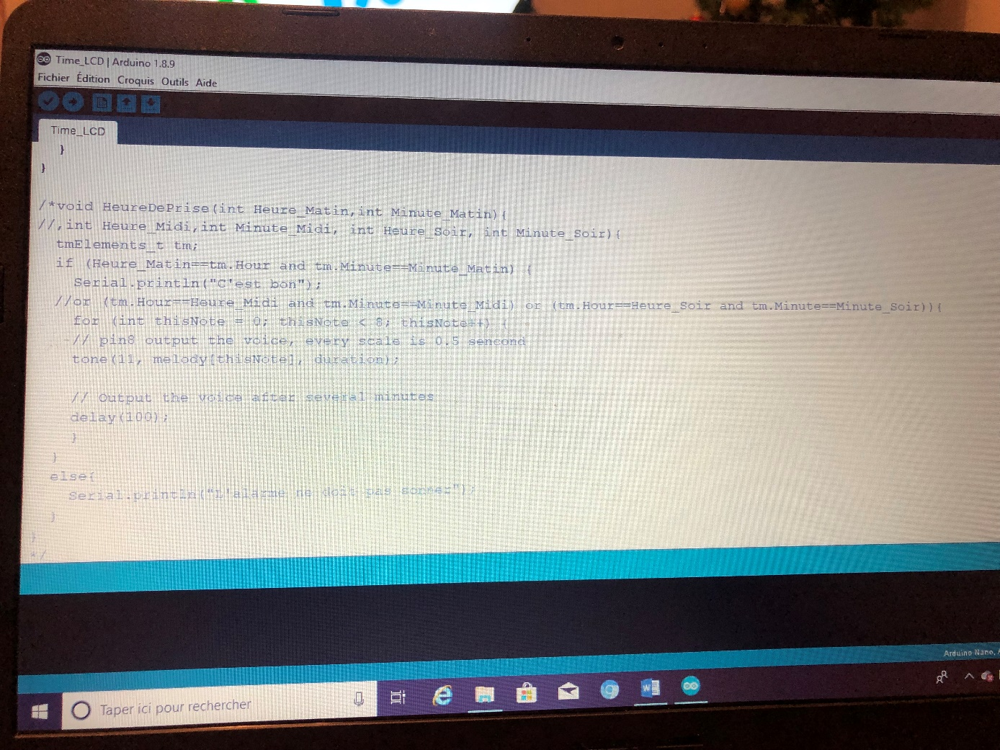 Time_LCD | Arduino 1.8.9
Fichier Édition Croquis Outils Aide
Time_LCD
}
}
/*void HeureDePrise(int Heure_Matin,int Minute_Matin){
//,int Heure_Midi,int Minute_Midi, int Heure_Soir, int Minute_Soir){
tmElements_t tm;
if (Heure_Matin==tm.Hour and tm.Minute==Minute_Matin) {
Serial.println("C'est bon");
//or (tm.Hour==Heure_Midi and tm.Minute==Minute_Midi) or (tm.Hour==Heure_Soir and tm.Minute==Minute_Soir)){
for (int thisNote = 0; thisNote < 8; thisNote++) {
// pin8 output the voice, every scale is 0.5 sencond
tone(11, melody[thisNote], duration);
// Output the voice after several minutes
delay(100);
}
}
else{
Serial.println("L'alarme ne doit pas sonner");
}
}
*/
Arduino Nano,
Taper ici pour rechercher